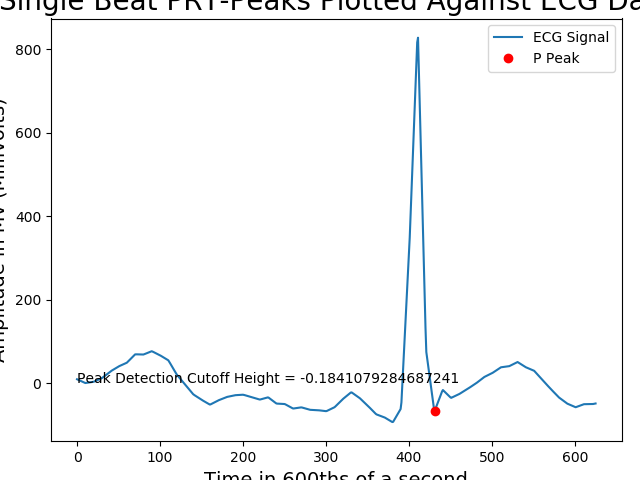 Single Beat PRT-Peaks Plotted Against ECG Da
ECG Signal
P Peak
Amplitude in MV (MilliVolts)
800
600
400
200
0
Peak Detection Cutoff Height = -0.1841079284687241
0 100 200 300 400 500 600
Time in 600ths of a second